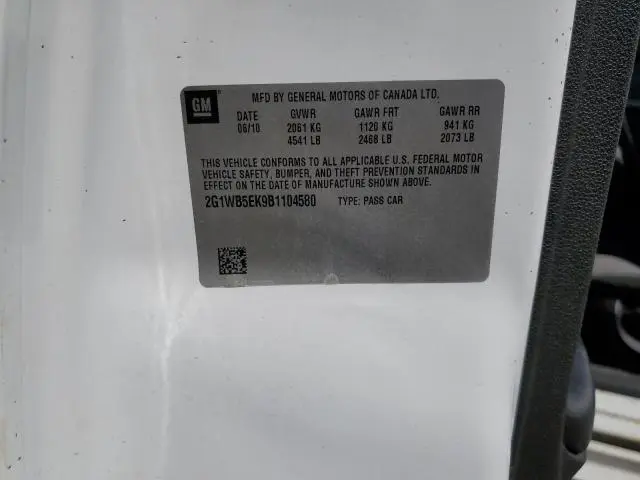 GM
MFD BY GENERAL MOTORS OF CANADA LTD.
DATE GVWR GAWR FRT GAWR RR
06/10 2061 KG 1120 KG 941 KG
4541 LB 2468 LB 2073 LB
THIS VEHICLE CONFORMS TO ALL APPLICABLE U.S. FEDERAL MOTOR
VEHICLE SAFETY, BUMPER, AND THEFT PREVENTION STANDARDS IN
EFFECT ON THE DATE OF MANUFACTURE SHOWN ABOVE.
2G1WB5EK9B1104580 TYPE: PASS CAR